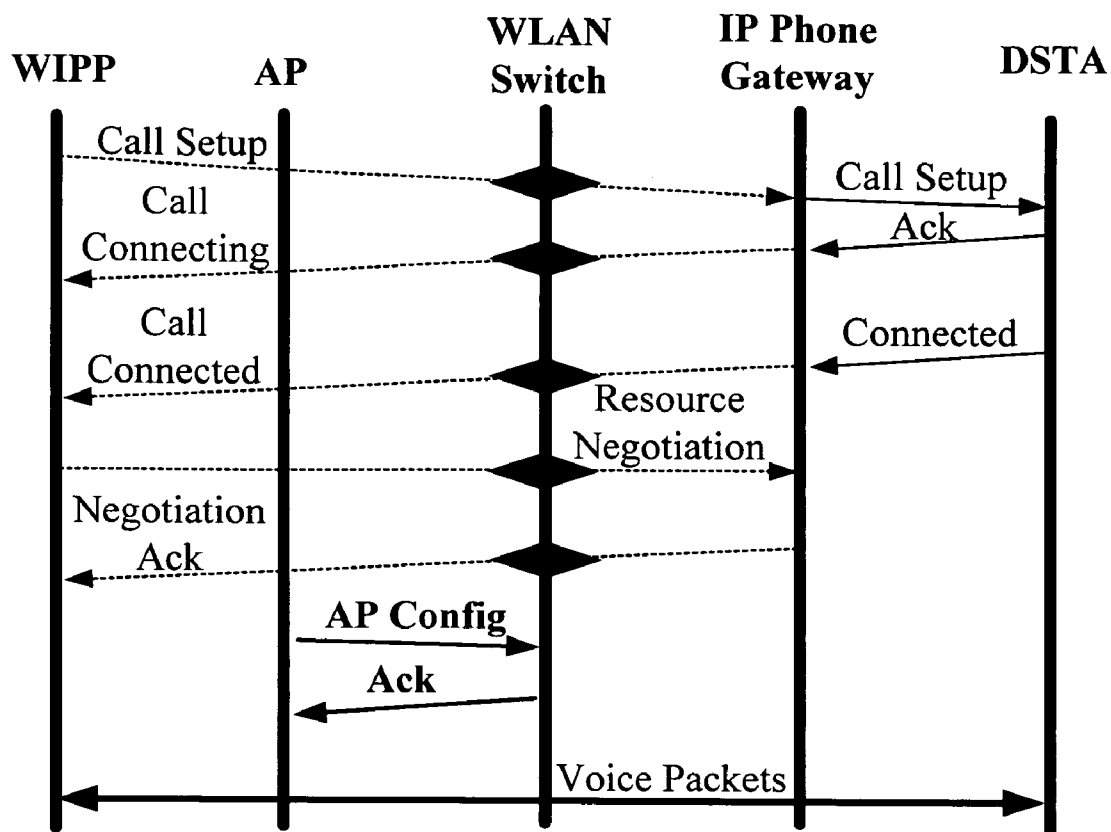 WIPP
AP
WLAN
Switch
IP Phone
Gateway
DSTA
Call Setup
Call Setup
Call
Connecting
Ack
Call
Connected
Connected
Resource
Negotiation
Negotiation
Ack
AP Config
Ack
Voice Packets